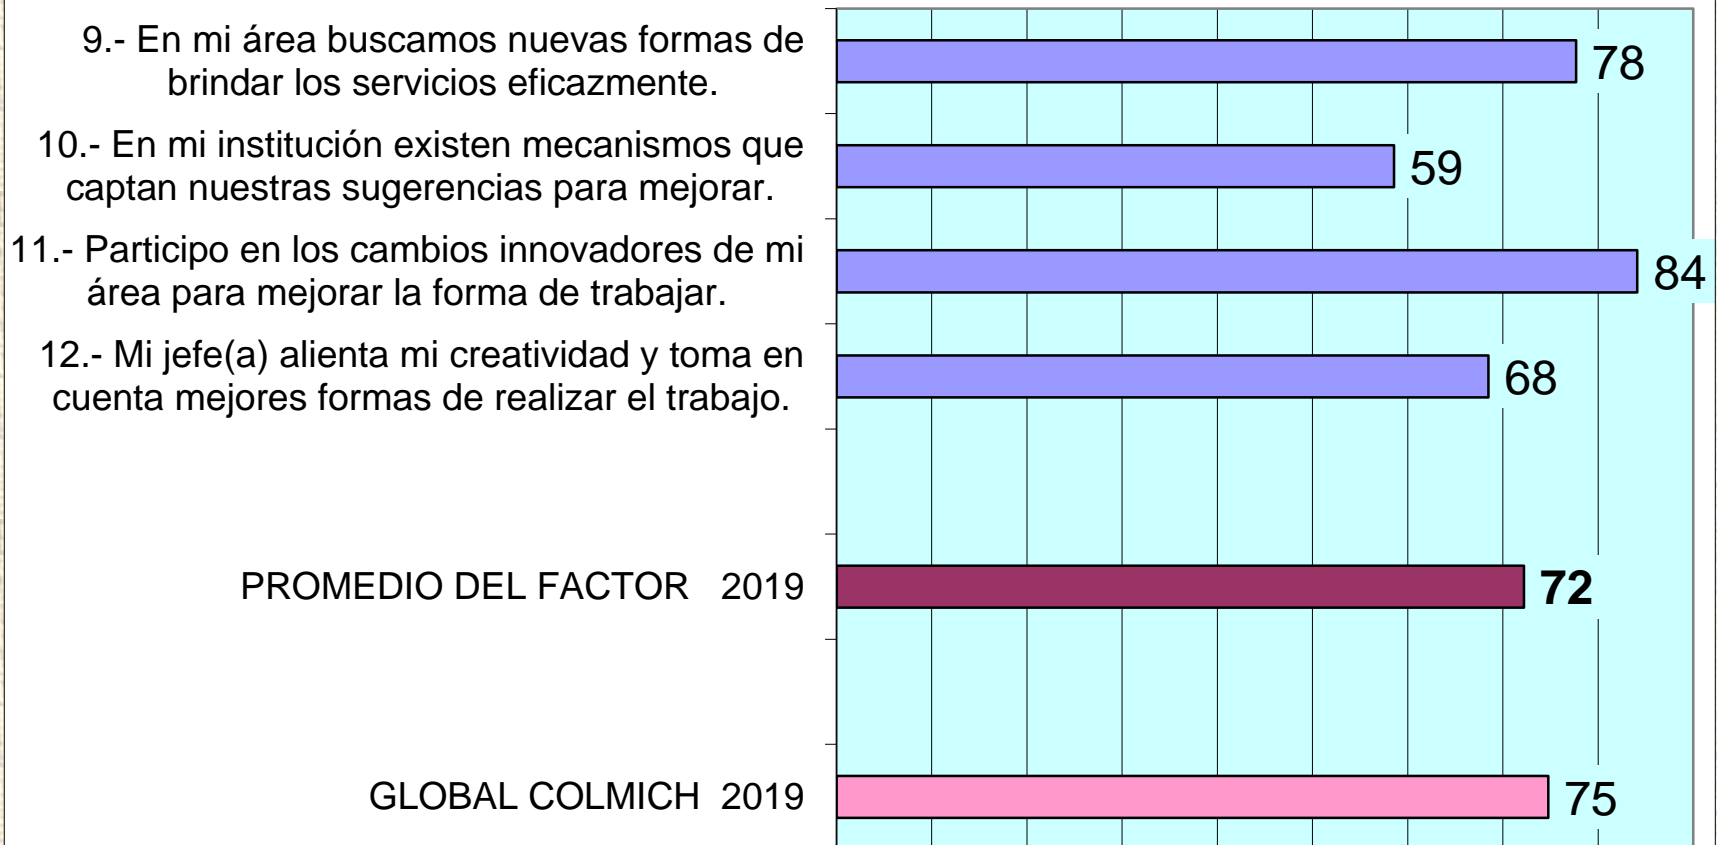 9.- En mi área buscamos nuevas formas de
brindar los servicios eficazmente.
78
10.- En mi institución existen mecanismos que
captan nuestras sugerencias para mejorar.
59
11.- Participo en los cambios innovadores de mi
área para mejorar la forma de trabajar.
84
12.- Mi jefe(a) alienta mi creatividad y toma en
cuenta mejores formas de realizar el trabajo.
68
PROMEDIO DEL FACTOR 2019
72
GLOBAL COLMICH 2019
75